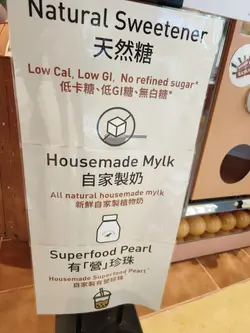 Natural Sweetener
天然糖
Low Cal, Low GI, No refined sugar*
低卡糖、低GI糖、無白糖*
Housemade Mylk
自家製奶
All natural housemade mylk
新鮮自家製植物奶
Superfood Pearl
有「營」珍珠
Housemade Superfood Pearl*
自家製有營珍珠